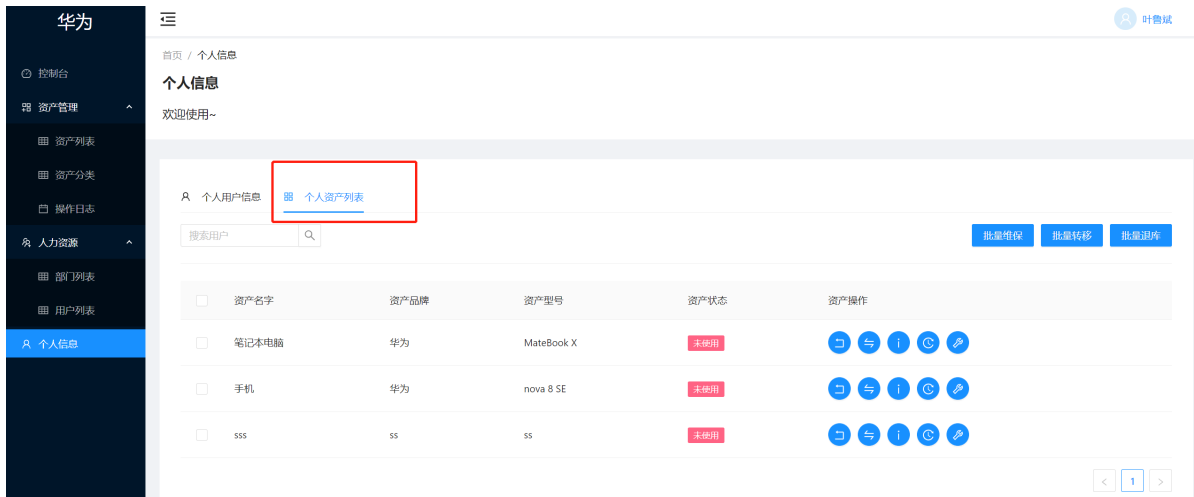 华为
叶鲁斌
首页 / 个人信息
个人信息
欢迎使用~
控制台
资产管理
资产列表
资产分类
操作日志
人力资源
部门列表
用户列表
个人信息
个人用户信息 个人资产列表
搜索用户 批量维保 批量转移 批量退库
资产名字 资产品牌 资产型号 资产状态 资产操作
笔记本电脑 华为 MateBook X 未使用
手机 华为 nova 8 SE 未使用
sss ss ss 未使用
< 1 >